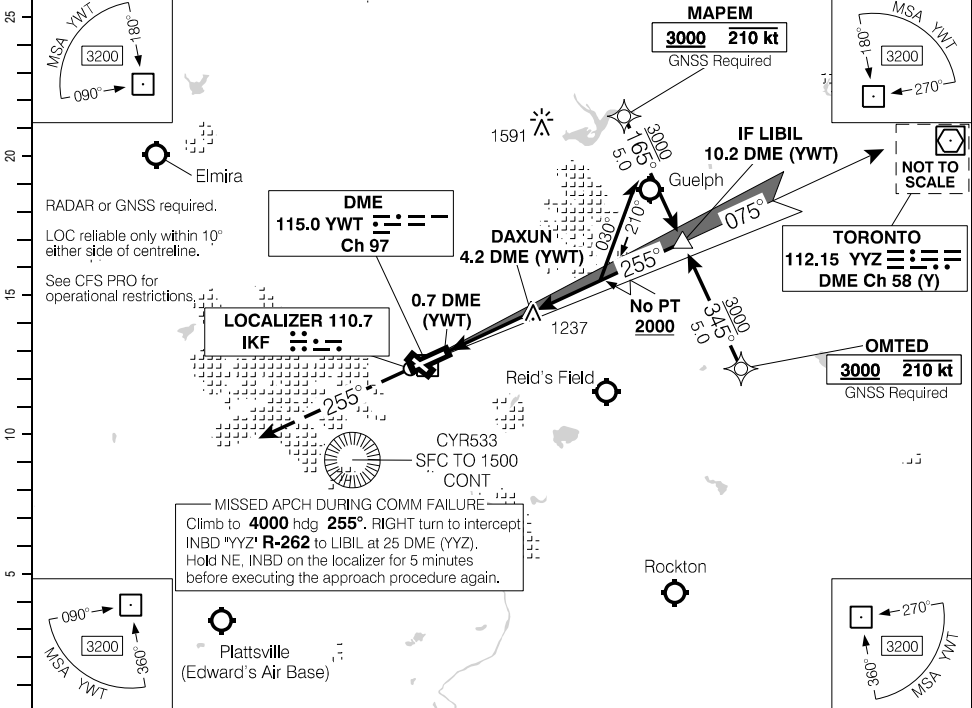 25
20
15
10
5
MSA YWT
180°
3200
090°
MAPEM
3000 210 kt
GNSS Required
MSA YWT
180°
3200
270°
1591
3000
165°
5.0
IF LIBIL
10.2 DME (YWT)
NOT TO
SCALE
Elmira
Guelph
RADAR or GNSS required.
LOC reliable only within 10°
either side of centreline.
See CFS PRO for
operational restrictions.
DME
115.0 YWT
Ch 97
DAXUN
4.2 DME (YWT)
030°
210°
255°
075°
TORONTO
112.15 YYZ
DME Ch 58 (Y)
0.7 DME
(YWT)
No PT
2000
LOCALIZER 110.7
IKF
1237
3000
345°
5.0
OMTED
3000 210 kt
GNSS Required
Reid's Field
255°
CYR533
SFC TO 1500
CONT
MISSED APCH DURING COMM FAILURE
Climb to 4000 hdg 255°. RIGHT turn to intercept
INBD "YYZ' R-262 to LIBIL at 25 DME (YYZ).
Hold NE, INBD on the localizer for 5 minutes
before executing the approach procedure again.
Rockton
090°
3200
360°
MSA YWT
Plattsville
(Edward's Air Base)
270°
3200
360°
MSA YWT